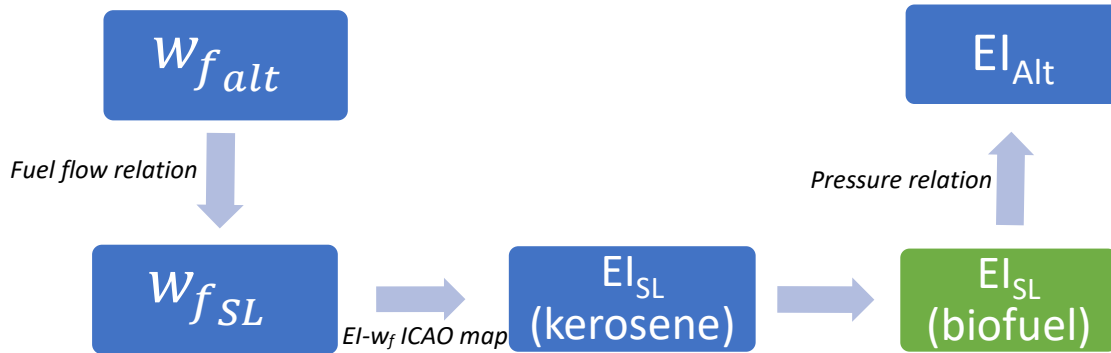 w_f alt
EI_Alt
Fuel flow relation
Pressure relation
w_f SL
EI-w_f ICAO map
EI_SL
(kerosene)
EI_SL
(biofuel)